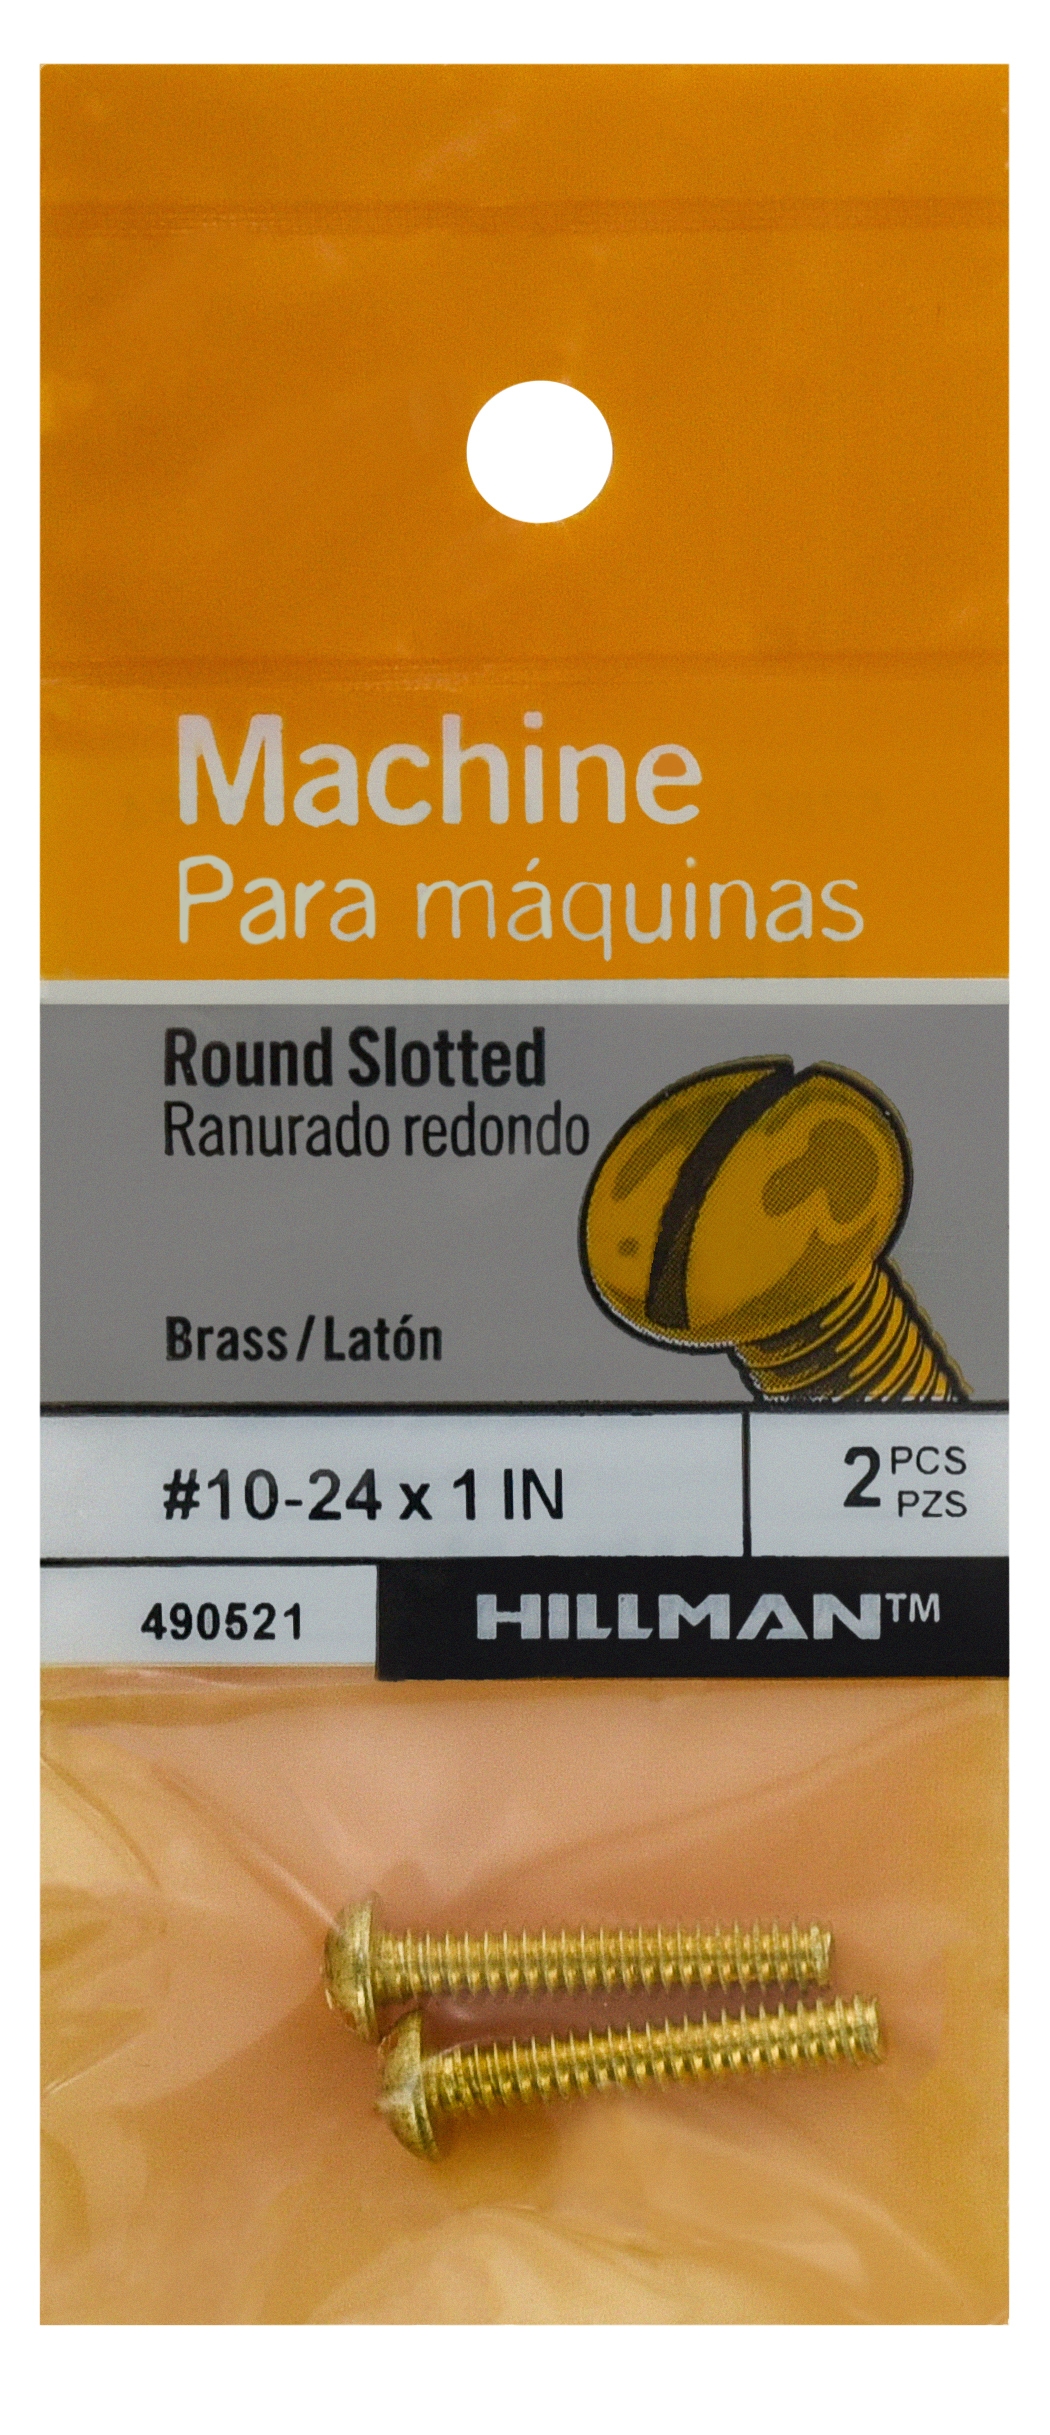 Machine
Para máquinas
Round Slotted
Ranurado redondo
Brass / Latón
#10-24 x 1 IN
2 PCS
PZS
490521
HILLMAN™